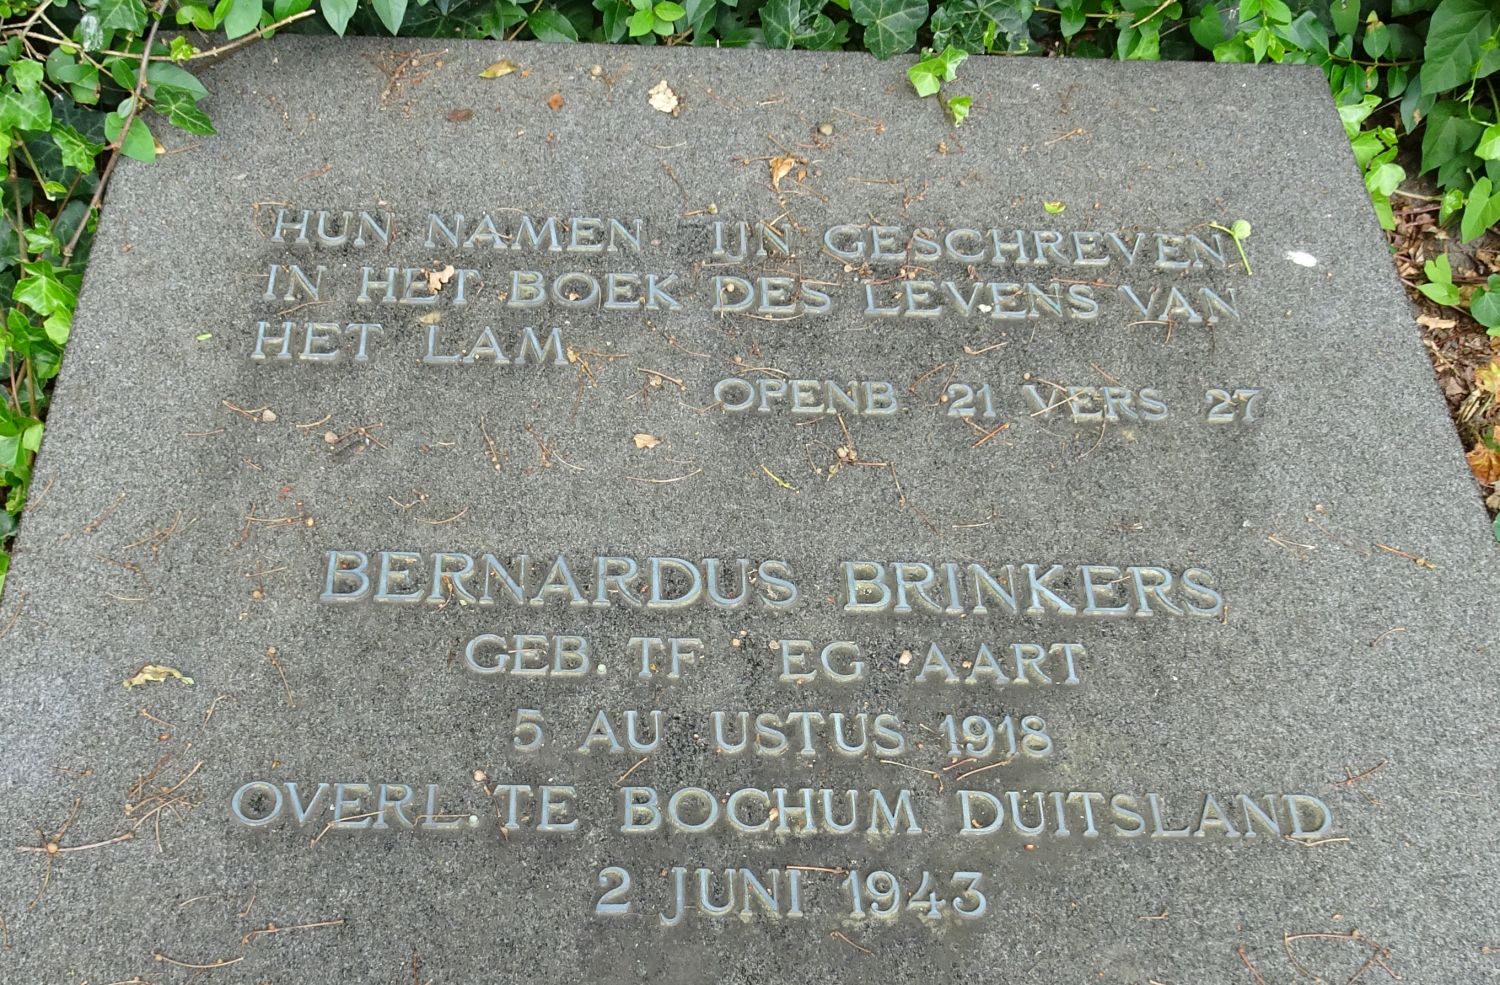 HUN NAMEN IJN GESCHREVEN
IN HET BOEK DES LEVENS VAN
HET LAM
OPENB 21 VERS 27
BERNARDUS BRINKERS
GEB. TF EG AART
5 AU USTUS 1918
OVERL. TE BOCHUM DUITSLAND
2 JUNI 1943